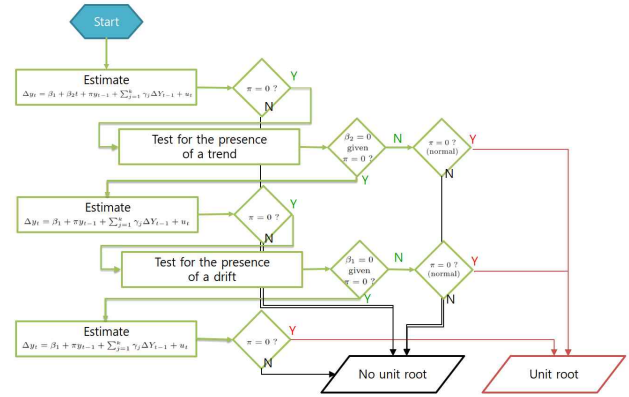 Start
Estimate
Δy_t = β_1 + β_2t + πy_{t−1} + ∑_{j=1}^{k} γ_jΔY_{t−1} + u_t
π = 0 ?
Y
N
Test for the presence
of a trend
β_2 = 0
given
π = 0 ?
N
Y
π = 0 ?
(normal)
Y
N
Estimate
Δy_t = β_1 + πy_{t−1} + ∑_{j=1}^{k} γ_jΔY_{t−1} + u_t
π = 0 ?
Y
N
Test for the presence
of a drift
β_1 = 0
given
π = 0 ?
N
Y
π = 0 ?
(normal)
Y
N
Estimate
Δy_t = β_1 + πy_{t−1} + ∑_{j=1}^{k} γ_jΔY_{t−1} + u_t
π = 0 ?
Y
N
No unit root
Unit root